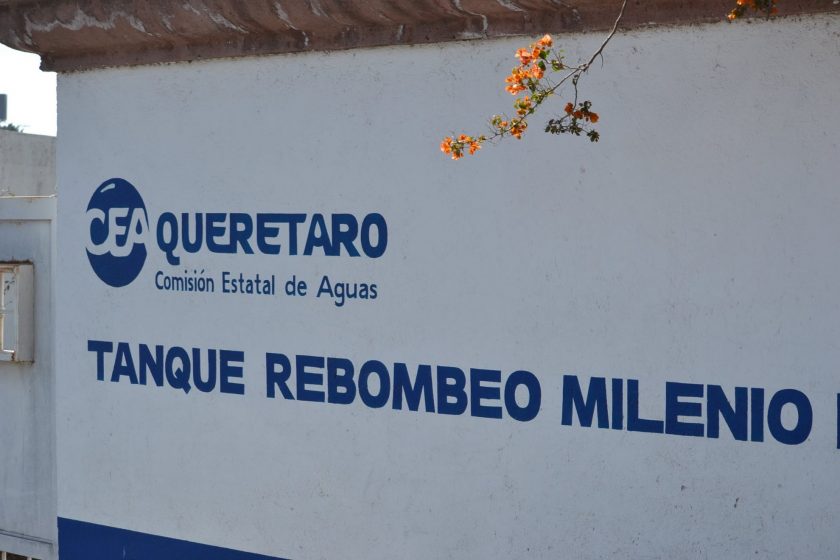 CEA QUERETARO
Comisión Estatal de Aguas
TANQUE REBOMBEO MILENIO